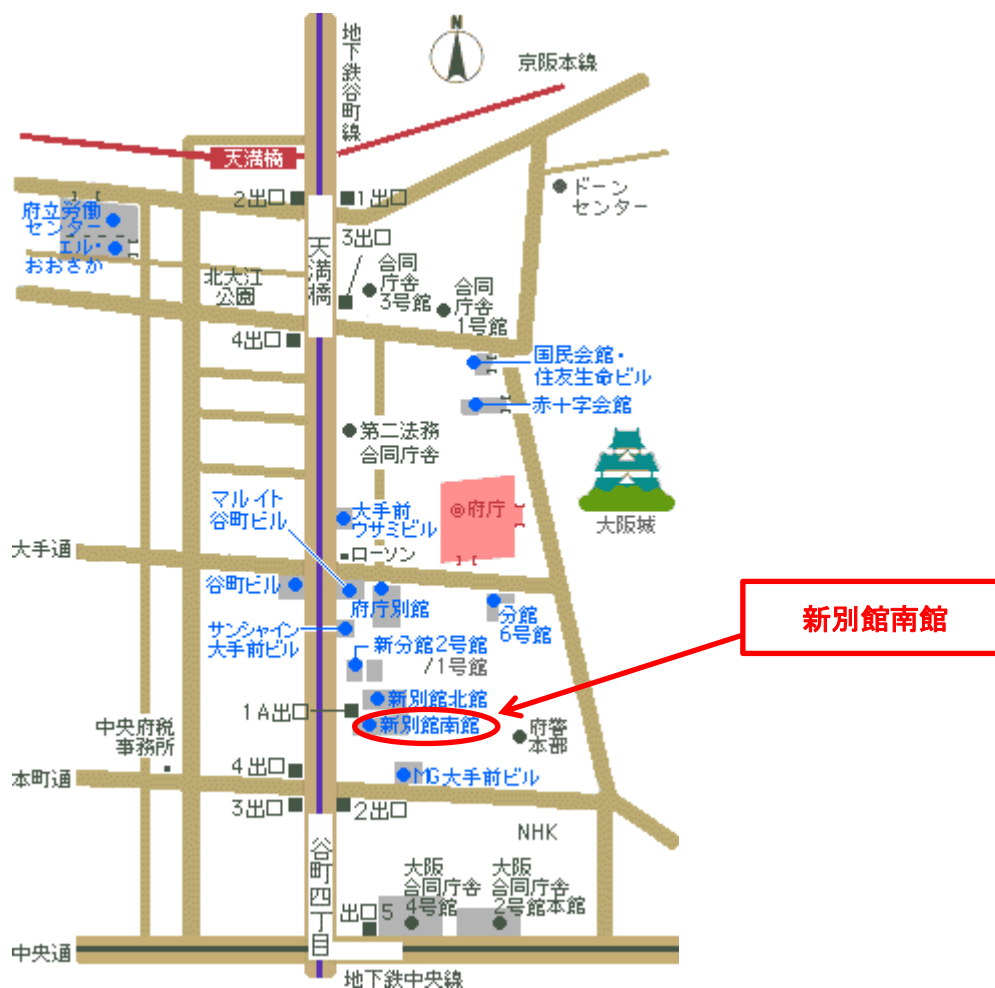 N
地下鉄谷町線
京阪本線
天満橋
2出口
1出口
ドーン
センター
府立労働
センター
エル・
おおさか
3出口
天満橋
合同
庁舎
3号館
合同
庁舎
1号館
北大江
公園
4出口
国民会館・
住友生命ビル
赤十字会館
第二法務
合同庁舎
大阪城
マルイト
谷町ビル
大手前
ウサミビル
府庁
大手通
ローソン
谷町ビル
府庁別館
分館
6号館
サンシャイン
大手前ビル
新分館2号館
/1号館
新別館南館
新別館北館
1A出口
新別館南館
中央府税
事務所
府警
本部
本町通
4出口
MG大手前ビル
3出口
2出口
NHK
谷町四丁目
大阪
合同庁舎
4号館
大阪
合同庁舎
2号館本館
出口5
中央通
地下鉄中央線